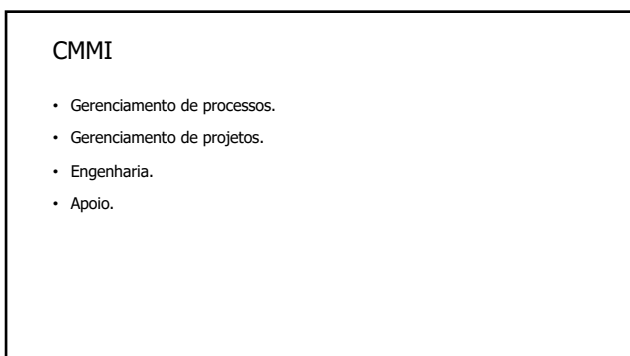 CMMI
• Gerenciamento de processos.
• Gerenciamento de projetos.
• Engenharia.
• Apoio.